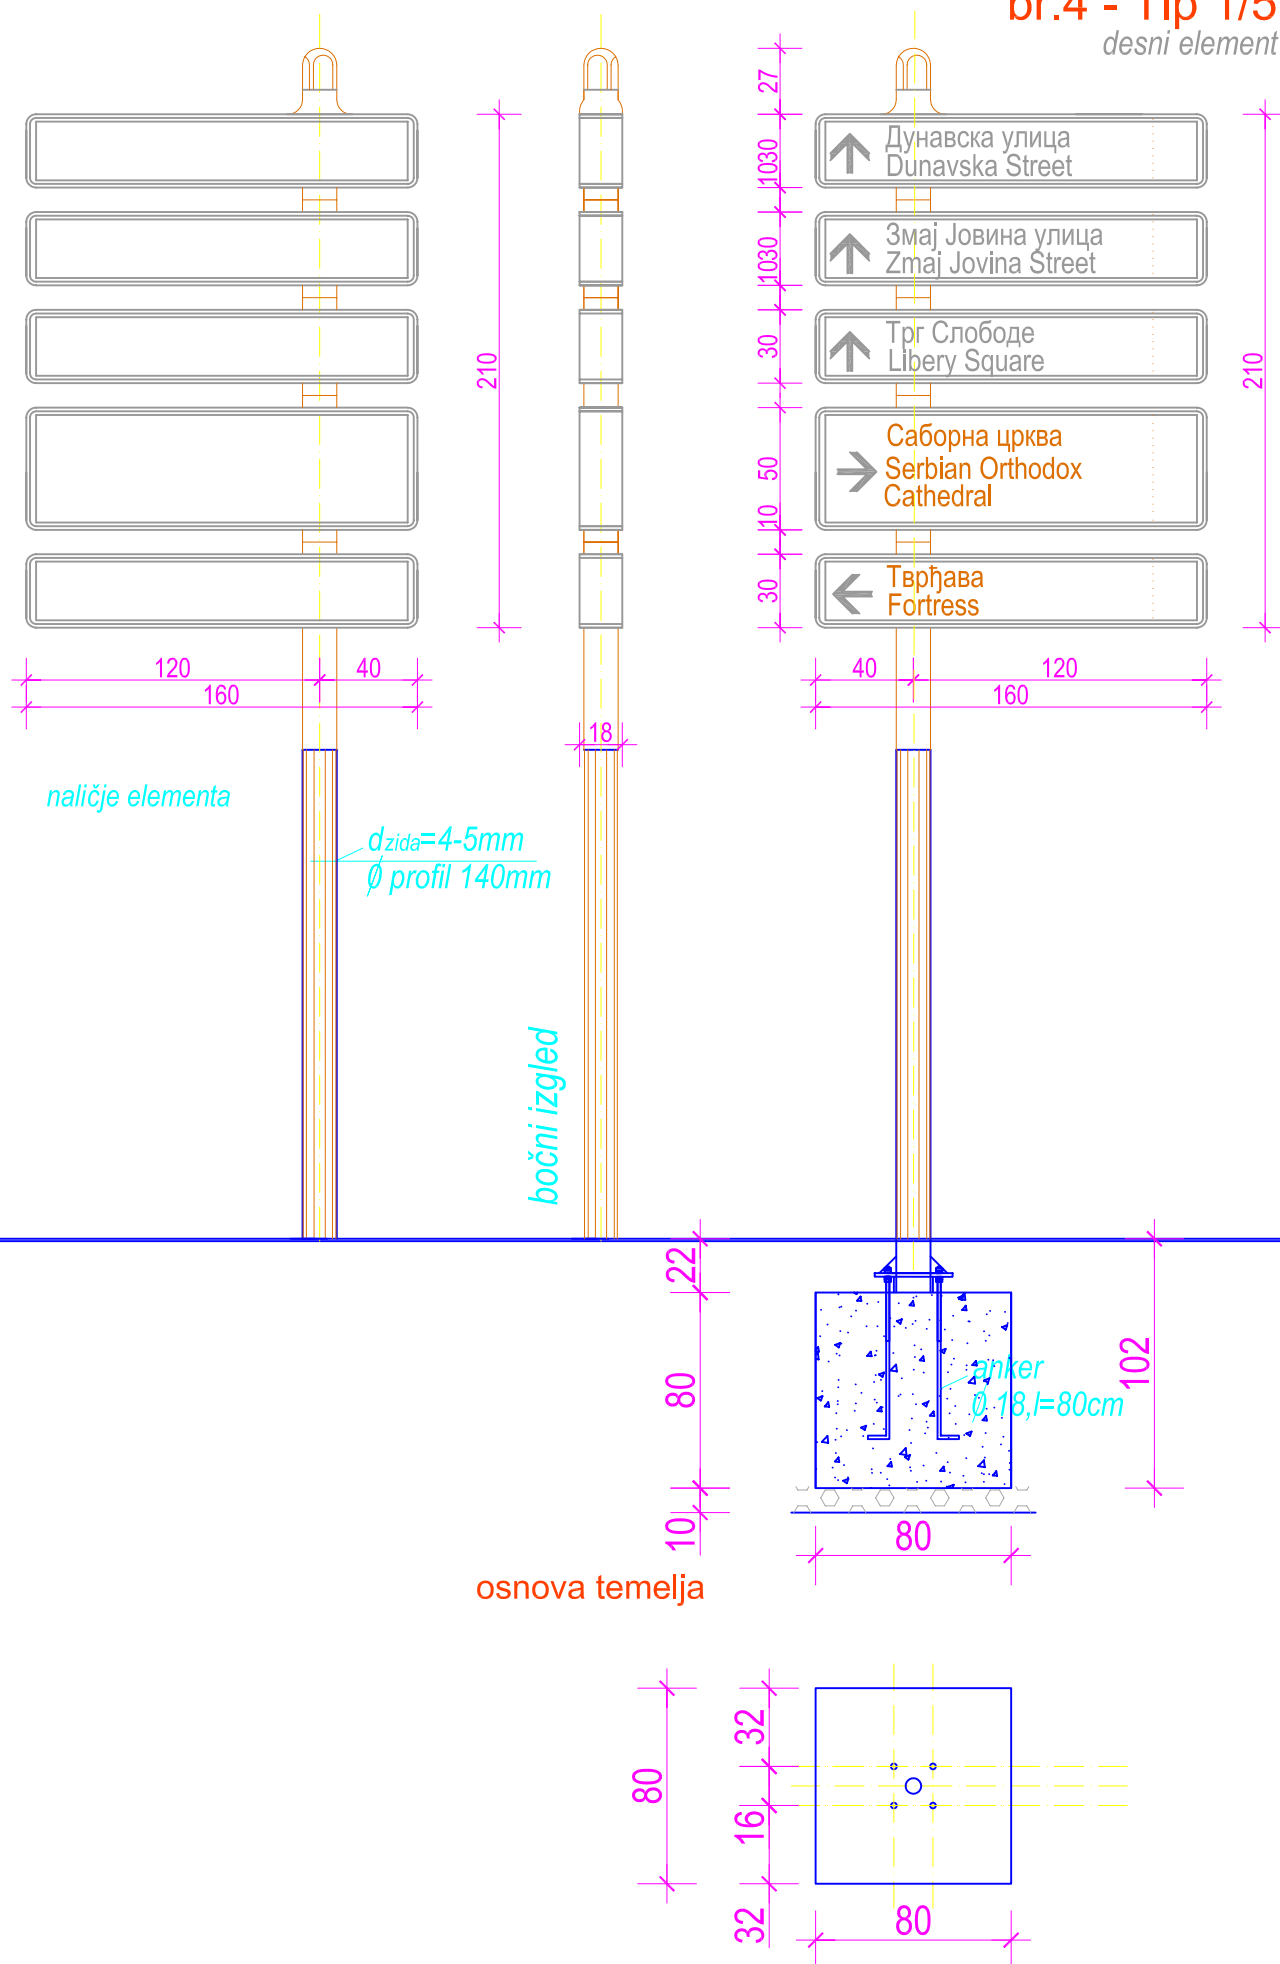 br.4 - Tip 1/5
desni element
27
Дунавска улица
Dunavska Street
1030
Змај Јовина улица
Zmaj Jovina Street
1030
Трг Слободе
Libery Square
30
210
210
Саборна црква
Serbian Orthodox
Cathedral
50
10
Тврђава
Fortress
30
120
40
160
40
120
160
18
naličje elementa
dzida=4-5mm
Ø profil 140mm
bočni izgled
22
80
10
102
anker
Ø 18,l=80cm
80
osnova temelja
80
32
16
32
80